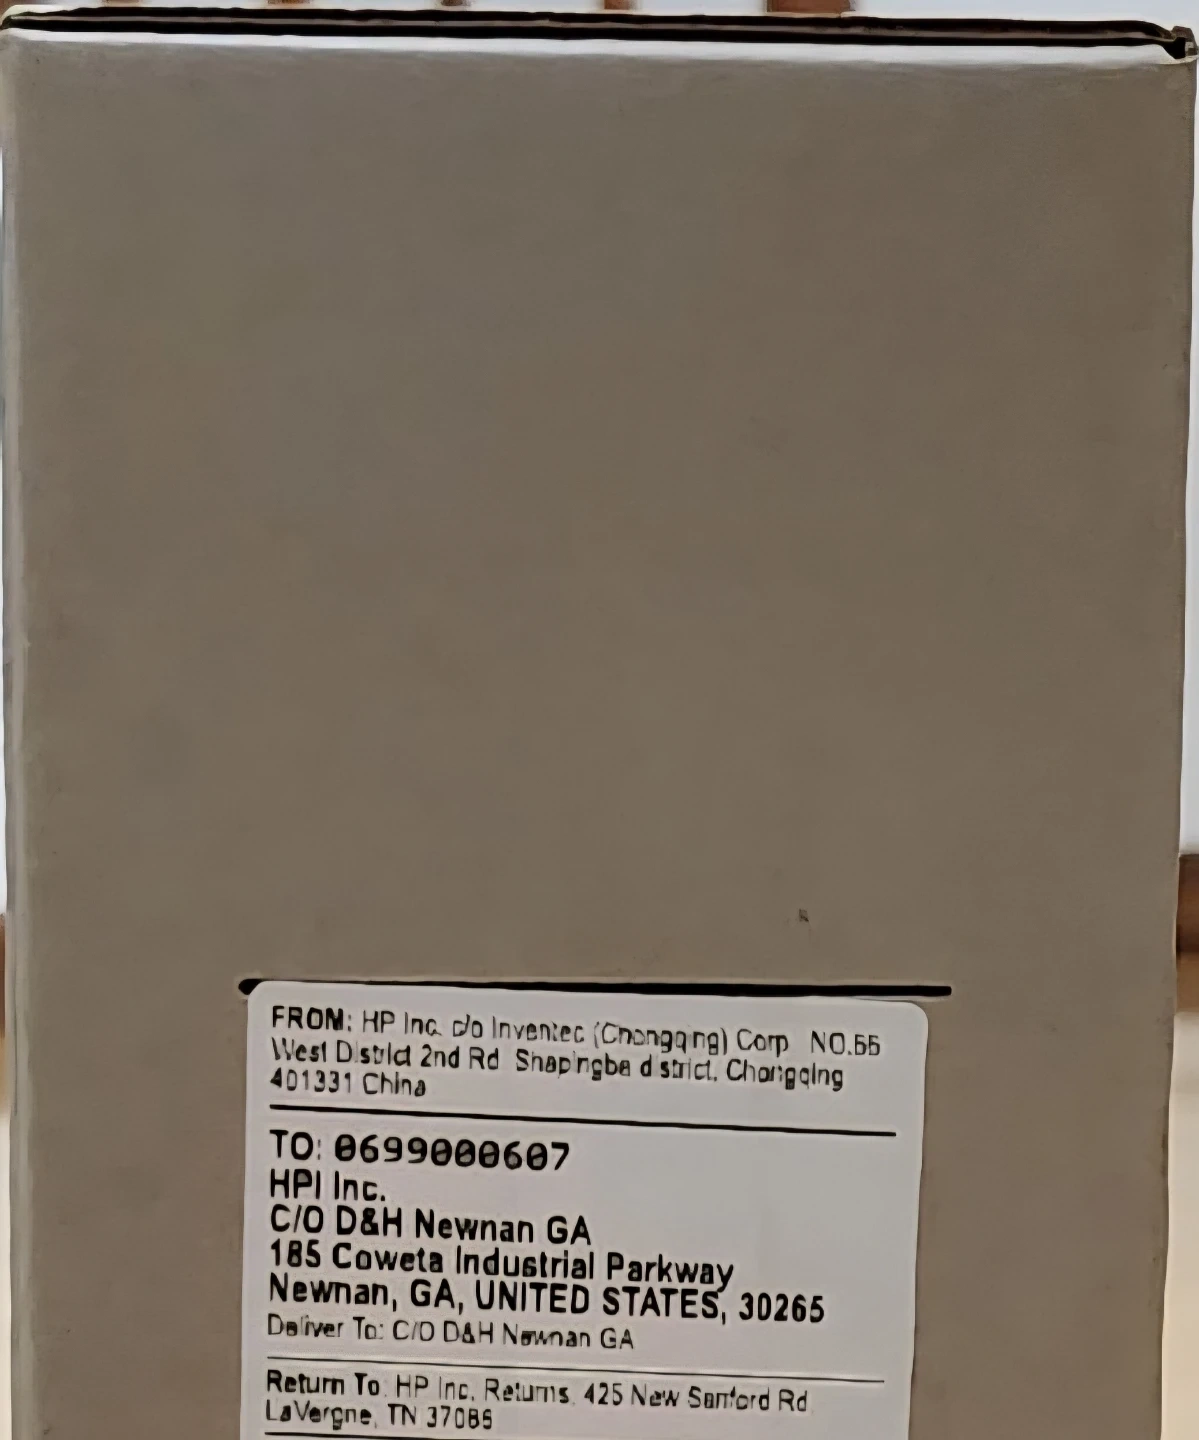 FROM: HP Inc. c/o Inventec (Chongqing) Corp NO.66
West District 2nd Rd Shapingba district, Chongqing
401331 China
TO: 0699000607
HPI Inc.
C/O D&H Newnan GA
185 Coweta Industrial Parkway
Newnan, GA, UNITED STATES, 30265
Deliver To: C/O D&H Newnan GA
Return To: HP Inc. Returns, 425 New Sanford Rd
LaVergne, TN 37086